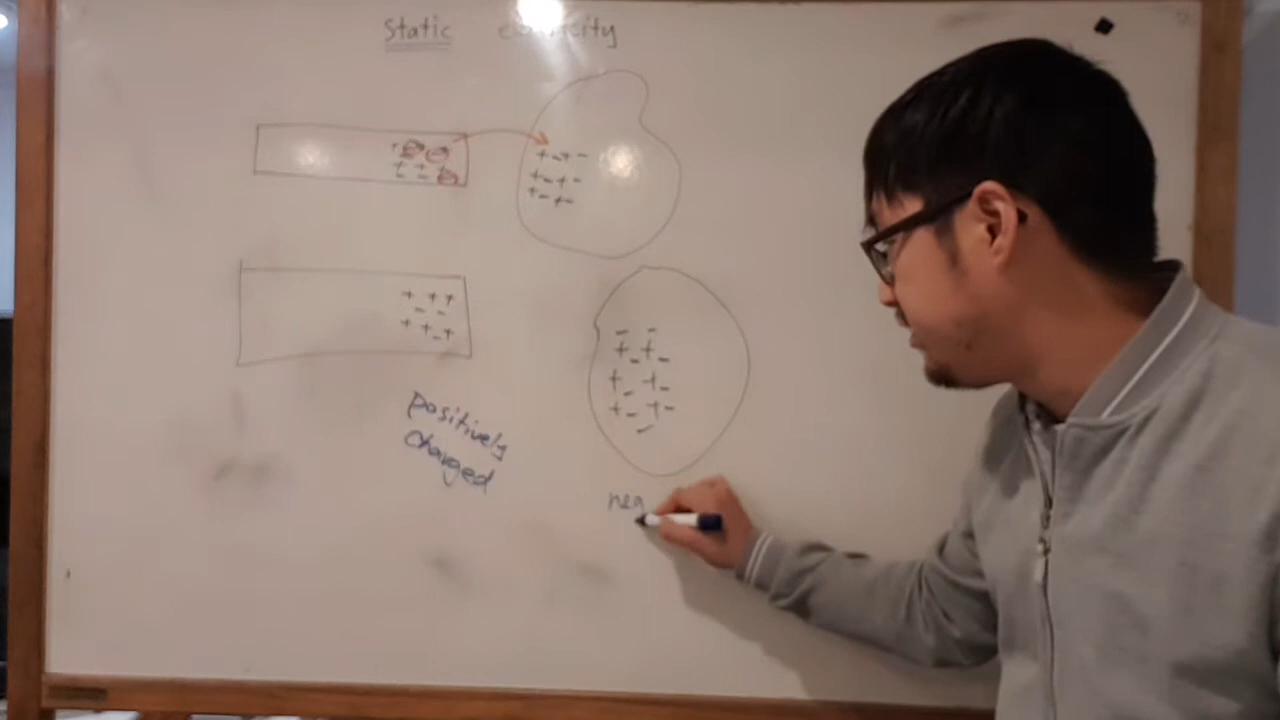 Static
+ - + -
+ - + -
+ - + -
+ + +
- -
+ + - +
- -
+ - + -
+ - + -
+ - + -
-
positively
charged
neg